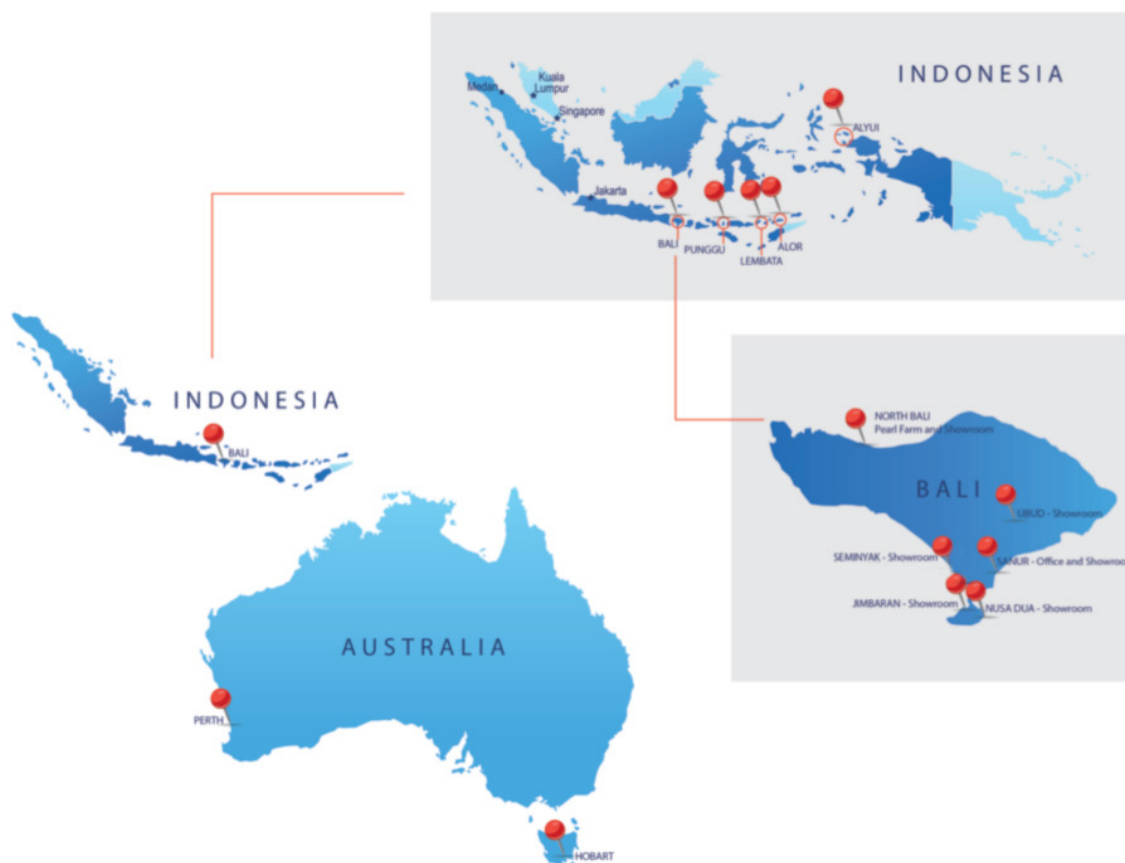 INDONESIA
Kuala
Lumpur
Medan
Singapore
ALYUI
Jakarta
BALI
PUNGGU
ALOR
LEMBATA
INDONESIA
BALI
NORTH BALI
Pearl Farm and Showroom
BALI
UBUD - Showroom
SEMINYAK - Showroom
SANUR - Office and Showroo
JIMBARAN - Showroom
NUSA DUA - Showroom
AUSTRALIA
PERTH
HOBART